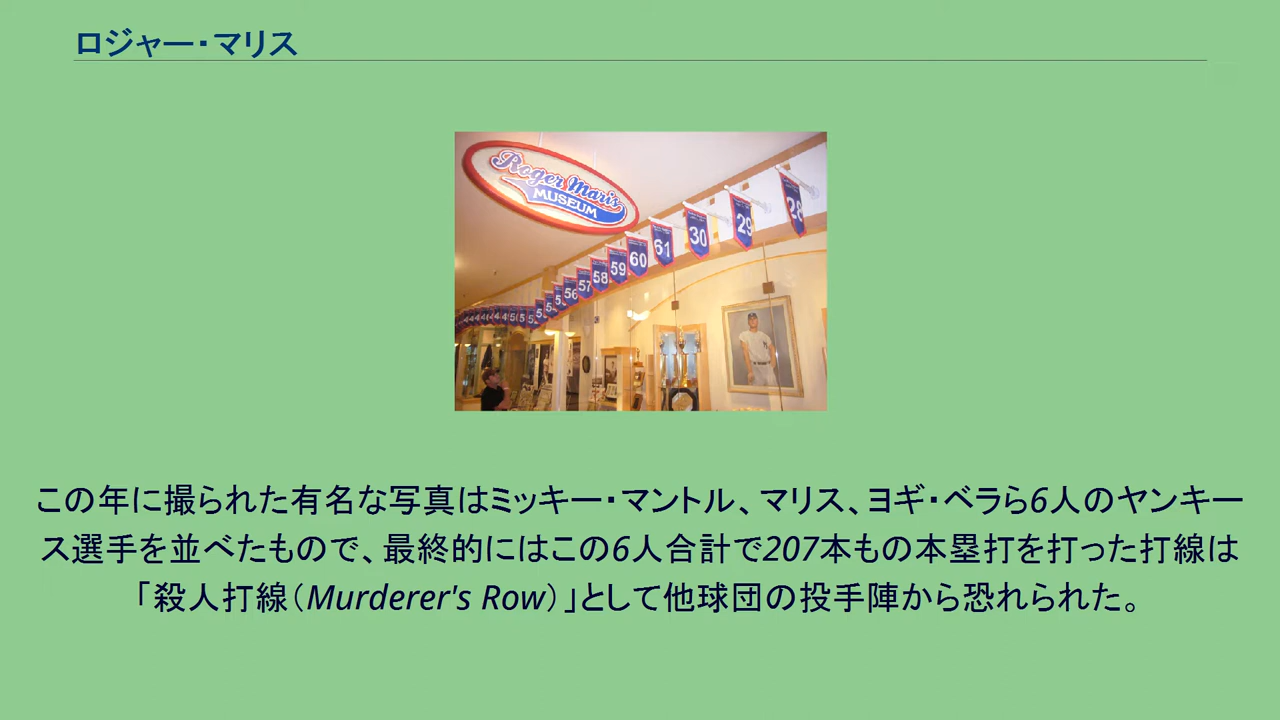 ロジャー・マリス
Roger Maris
MUSEUM
28
29
30
61
60
59
58
57
56
この年に撮られた有名な写真はミッキー・マントル、マリス、ヨギ・ベラら6人のヤンキー
ス選手を並べたもので、最終的にはこの6人合計で207本もの本塁打を打った打線は
「殺人打線（Murderer's Row）」として他球団の投手陣から恐れられた。